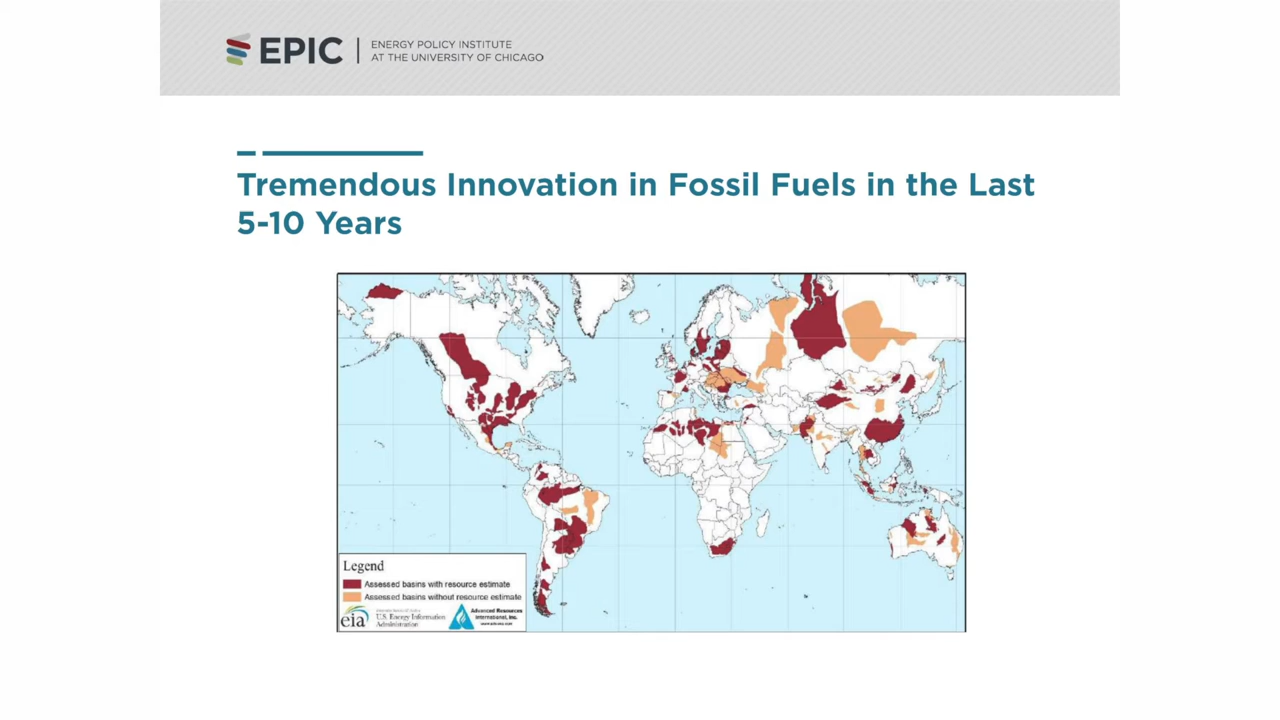 EPIC
ENERGY POLICY INSTITUTE
AT THE UNIVERSITY OF CHICAGO
Tremendous Innovation in Fossil Fuels in the Last
5-10 Years
Legend
Assessed basins with resource estimate
Assessed basins without resource estimate
eia
U.S. Energy Information
Administration
Advanced Resources
International, Inc.